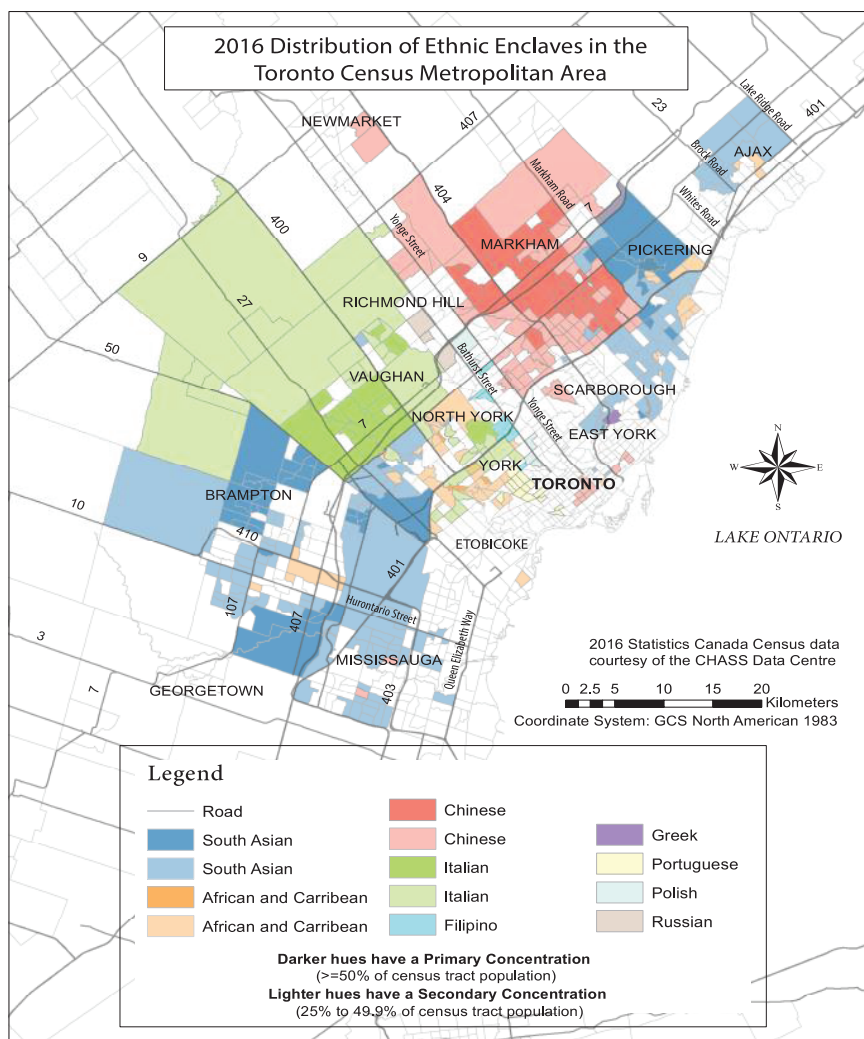 2016 Distribution of Ethnic Enclaves in the
Toronto Census Metropolitan Area
Lake Ridge Road
401
23
407
NEWMARKET
Brock Road
AJAX
Markham Road
404
Whites Road
7
400
Yonge Street
MARKHAM
PICKERING
9
27
RICHMOND HILL
50
Bathurst Street
VAUGHAN
SCARBOROUGH
Yonge Street
NORTH YORK
7
EAST YORK
N
YORK
W
E
TORONTO
BRAMPTON
S
10
410
LAKE ONTARIO
ETOBICOKE
401
107
407
Hurontario Street
Queen Elizabeth Way
3
2016 Statistics Canada Census data
courtesy of the CHASS Data Centre
MISSISSAUGA
7
GEORGETOWN
403
0 2.5 5 10 15 20
Kilometers
Coordinate System: GCS North American 1983
Legend
Road
South Asian
South Asian
African and Carribean
African and Carribean
Chinese
Chinese
Italian
Italian
Filipino
Greek
Portuguese
Polish
Russian
Darker hues have a Primary Concentration
(>=50% of census tract population)
Lighter hues have a Secondary Concentration
(25% to 49.9% of census tract population)